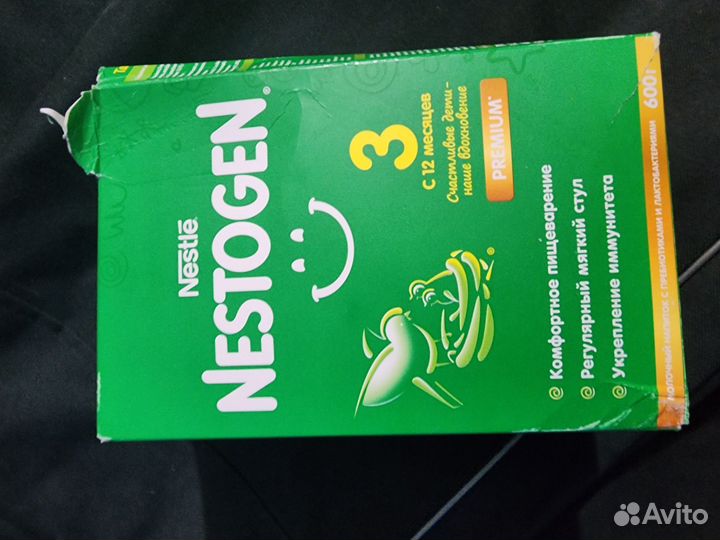 Nestlé
NESTOGEN®
3
С 12 месяцев
Счастливые дети –
наше вдохновение
PREMIUM*
Комфортное пищеварение
Регулярный мягкий стул
Укрепление иммунитета
МОЛОЧНЫЙ НАПИТОК С ПРЕБИОТИКАМИ И ЛАКТОБАКТЕРИЯМИ
600г
Avito